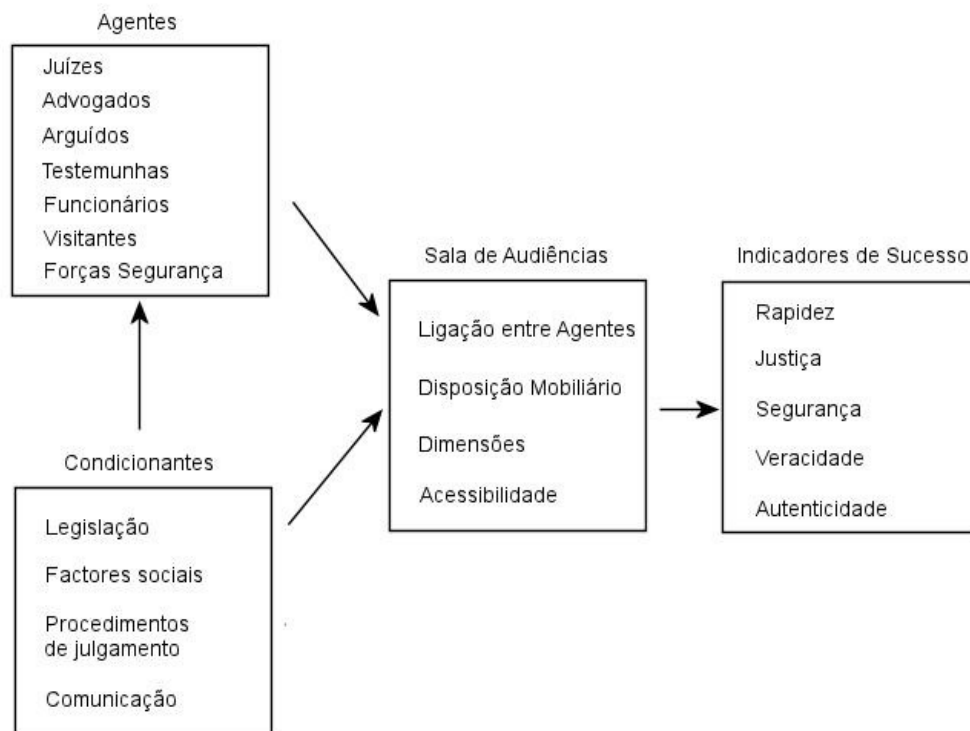 Agentes
Juízes
Advogados
Arguídos
Testemunhas
Funcionários
Visitantes
Forças Segurança
Condicionantes
Legislação
Factores sociais
Procedimentos
de julgamento
Comunicação
Sala de Audiências
Ligação entre Agentes
Disposição Mobiliário
Dimensões
Acessibilidade
Indicadores de Sucesso
Rapidez
Justiça
Segurança
Veracidade
Autenticidade